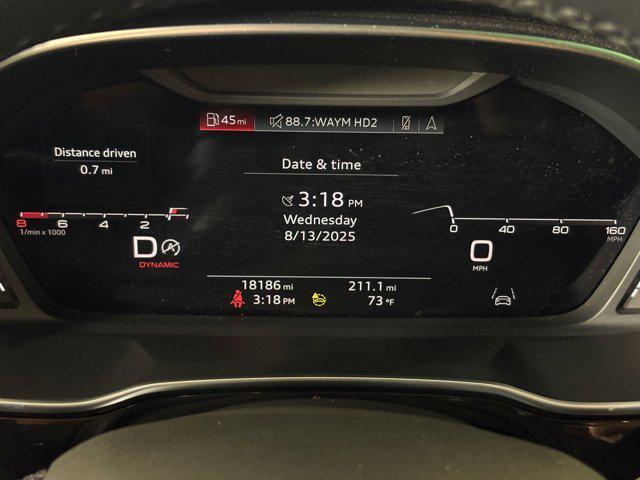 45 mi 88.7:WAYM HD2
Distance driven
0.7 mi
Date & time
3:18 PM
Wednesday
8/13/2025
8 6 4 2
1/min x 1000
D
DYNAMIC
0 40 80 160
MPH
0
MPH
18186 mi 211.1 mi
3:18 PM 73 °F